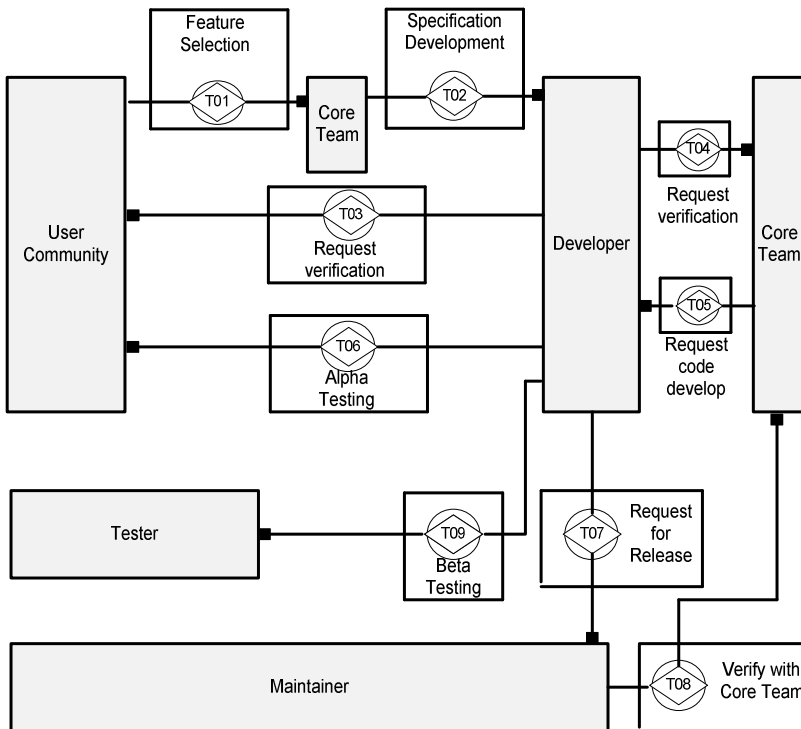 Feature
Selection
T01
Core
Team
Specification
Development
T02
User
Community
T03
Request
verification
Developer
T04
Request
verification
Core
Team
T05
Request
code
develop
T06
Alpha
Testing
Tester
T09
Beta
Testing
T07
Request
for
Release
Maintainer
T08
Verify with
Core Team